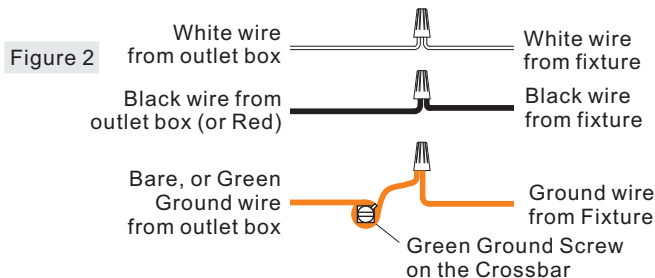 Figure 2
White wire
from outlet box
White wire
from fixture
Black wire from
outlet box (or Red)
Black wire
from fixture
Bare, or Green
Ground wire
from outlet box
Ground wire
from Fixture
Green Ground Screw
on the Crossbar